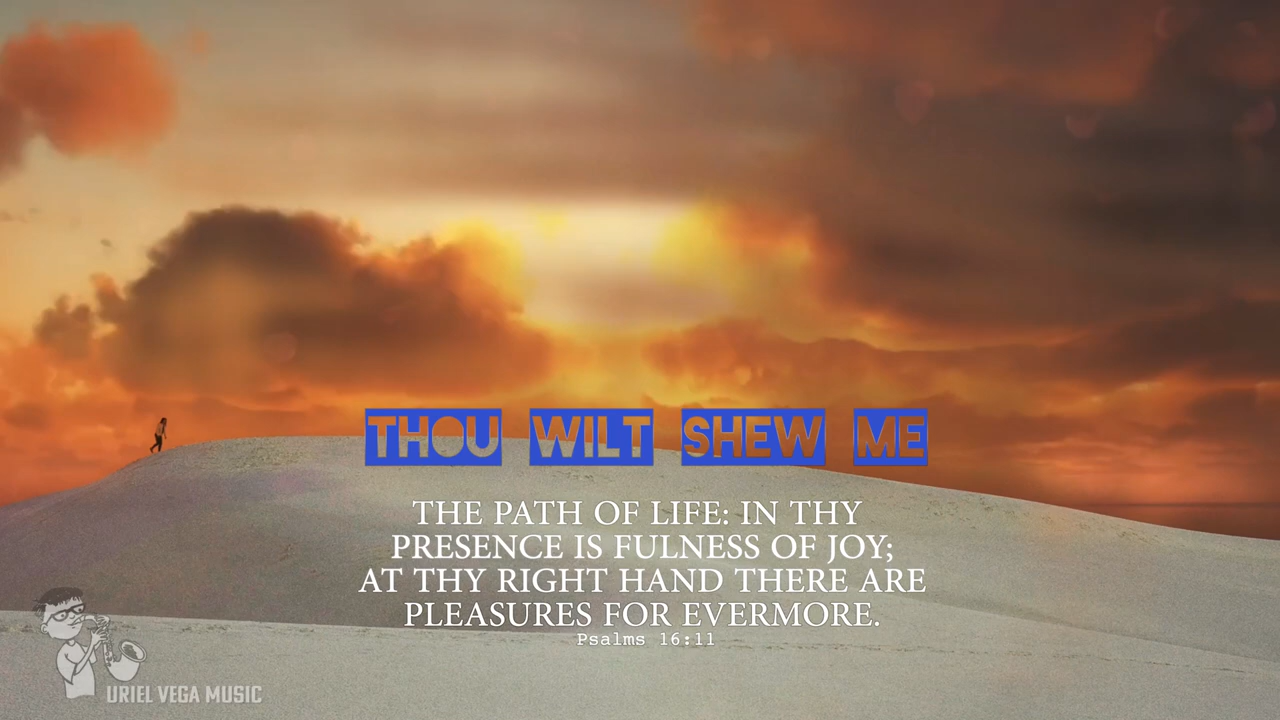 THOU WILT SHEW ME
THE PATH OF LIFE: IN THY
PRESENCE IS FULNESS OF JOY;
AT THY RIGHT HAND THERE ARE
PLEASURES FOR EVERMORE.
Psalms 16:11
URIEL VEGA MUSIC